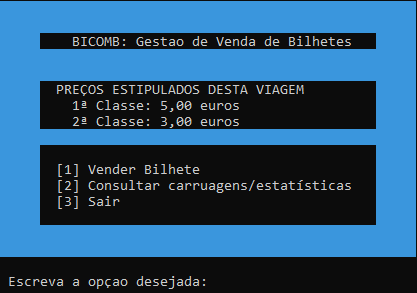 BICOMB: Gestao de Venda de Bilhetes
PREÇOS ESTIPULADOS DESTA VIAGEM
1ª Classe: 5,00 euros
2ª Classe: 3,00 euros
[1] Vender Bilhete
[2] Consultar carruagens/estatísticas
[3] Sair
Escreva a opçao desejada: